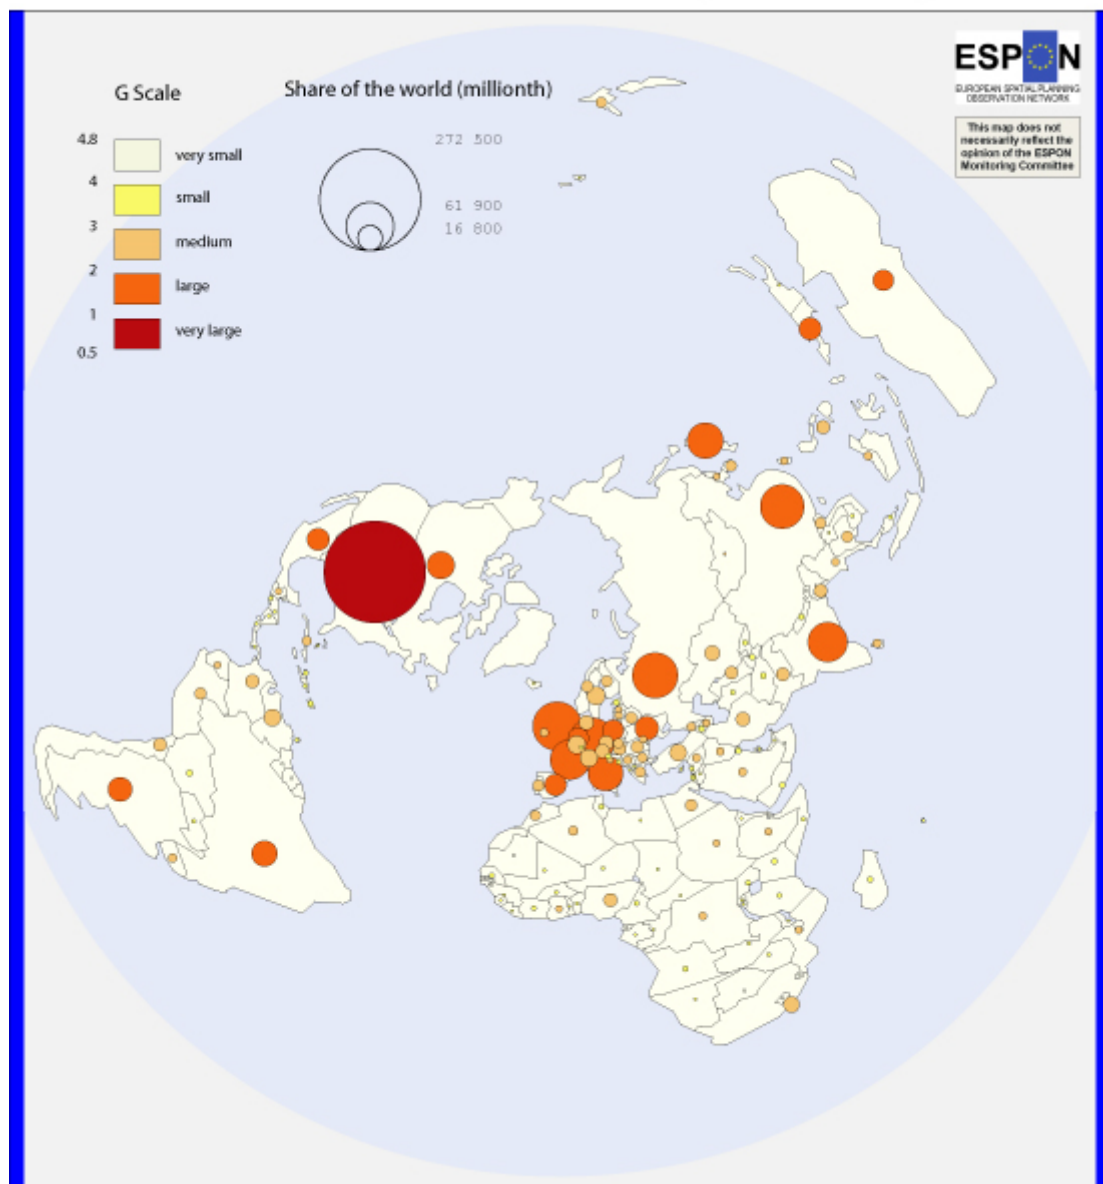 G Scale
4.8
very small
4
small
3
medium
2
large
1
very large
0.5
Share of the world (millionth)
272 500
61 900
16 800
ESPON
EUROPEAN SPATIAL PLANNING
OBSERVATION NETWORK
This map does not
necessarily reflect the
opinion of the ESPON
Monitoring Committee